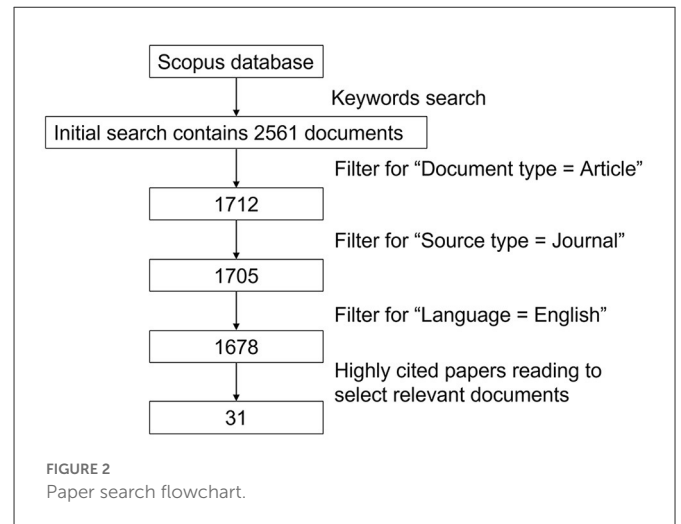 Scopus database
Keywords search
Initial search contains 2561 documents
Filter for “Document type = Article”
1712
Filter for “Source type = Journal”
1705
Filter for “Language = English”
1678
Highly cited papers reading to
select relevant documents
31
FIGURE 2
Paper search flowchart.